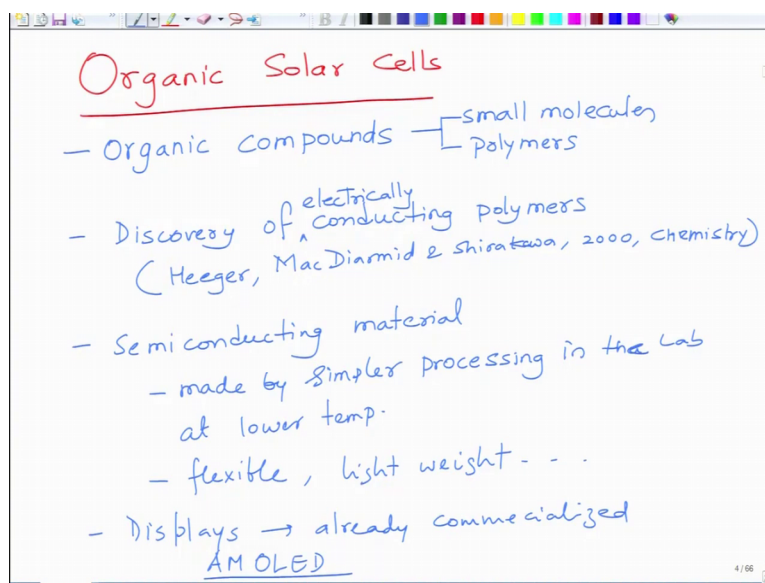 Organic Solar Cells
- Organic compounds - small molecules
- polymers
- Discovery of electrically conducting polymers
(Heeger, MacDiarmid & Shirakawa, 2000, Chemistry)
- Semiconducting material
- made by simpler processing in the Lab
at lower temp.
- flexible, light weight - - .
- Displays → already commecialized
AMOLED
4 / 66